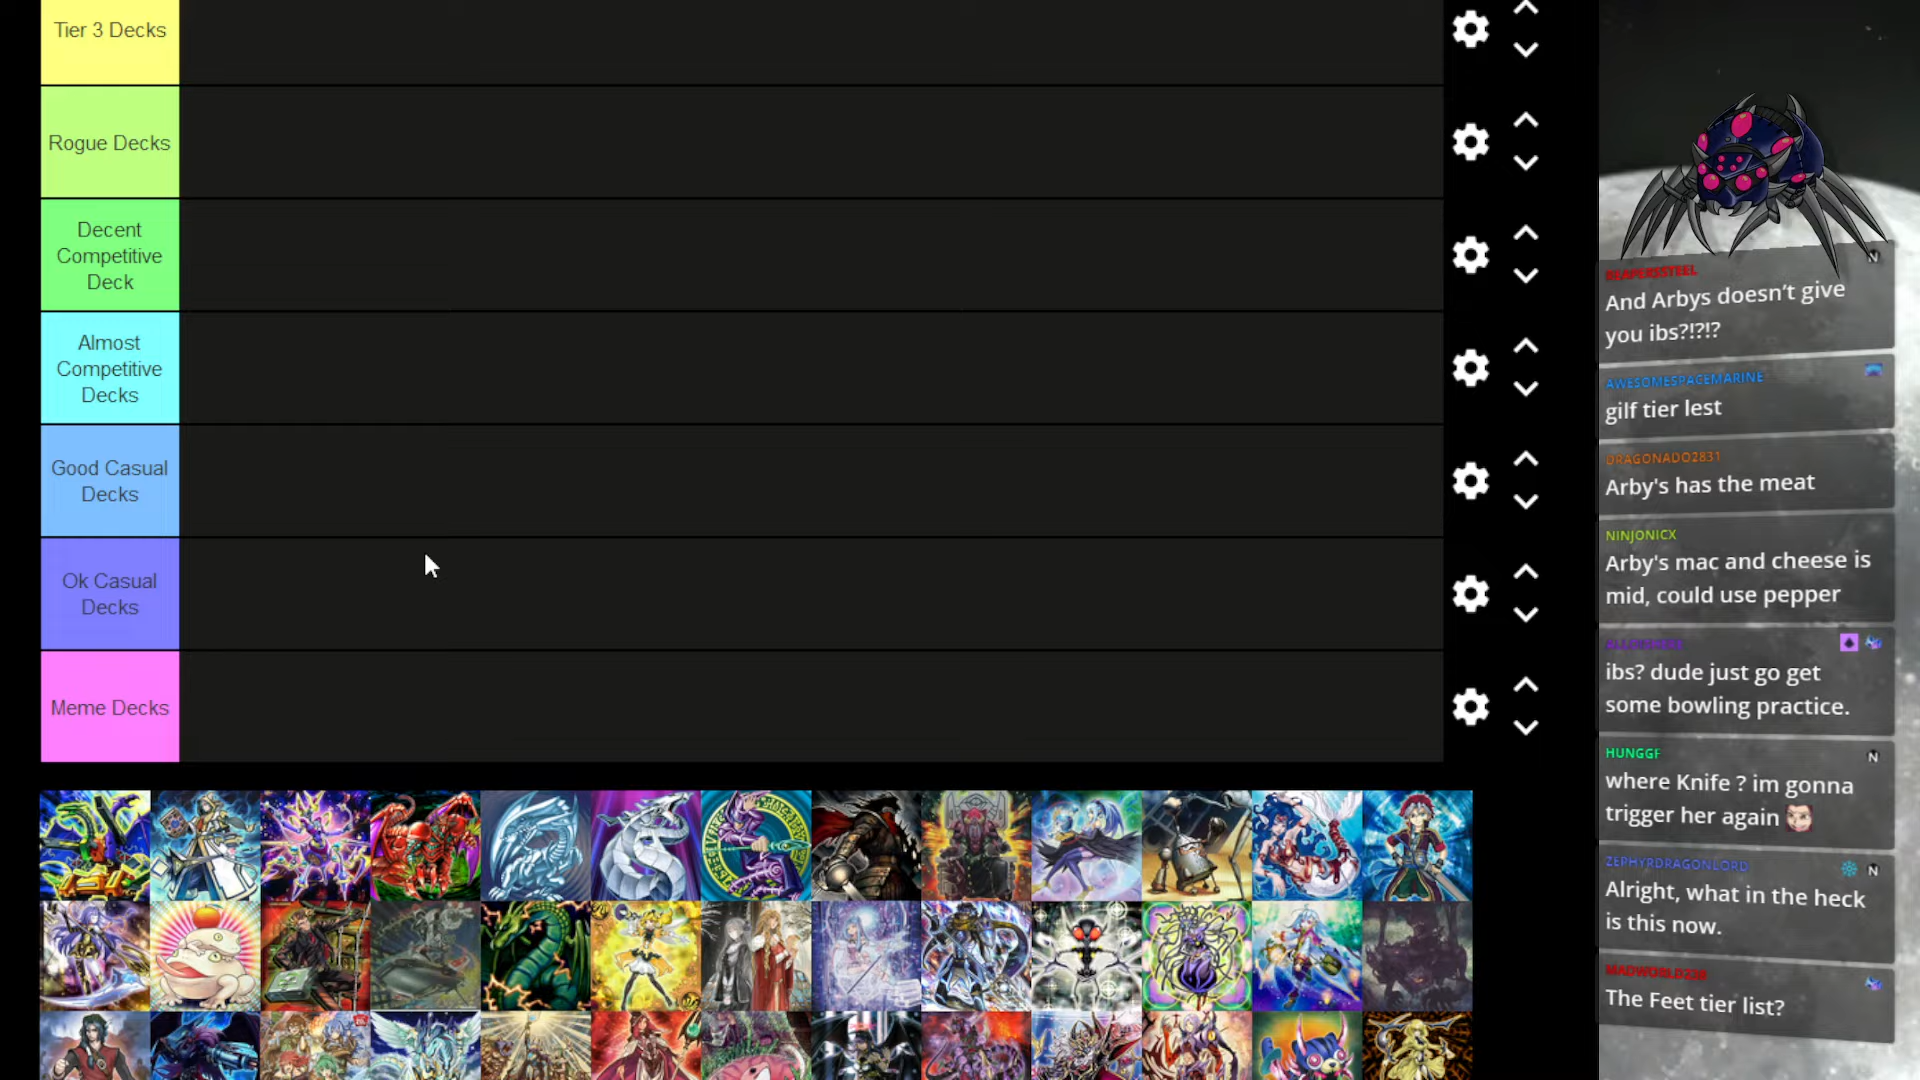 Tier 3 Decks
Rogue Decks
Decent
Competitive
Deck
Almost
Competitive
Decks
Good Casual
Decks
Ok Casual
Decks
Meme Decks
REAPERSSTEEL
And Arbys doesn’t give
you ibs?!?!?
AWESOMESPACEMARINE
gilf tier lest
DRAGONADO2831
Arby's has the meat
NINJONICX
Arby's mac and cheese is
mid, could use pepper
ibs? dude just go get
some bowling practice.
HUNGGF
where Knife ? im gonna
trigger her again
ZEPHYRDRAGONLORD
Alright, what in the heck
is this now.
The Feet tier list?